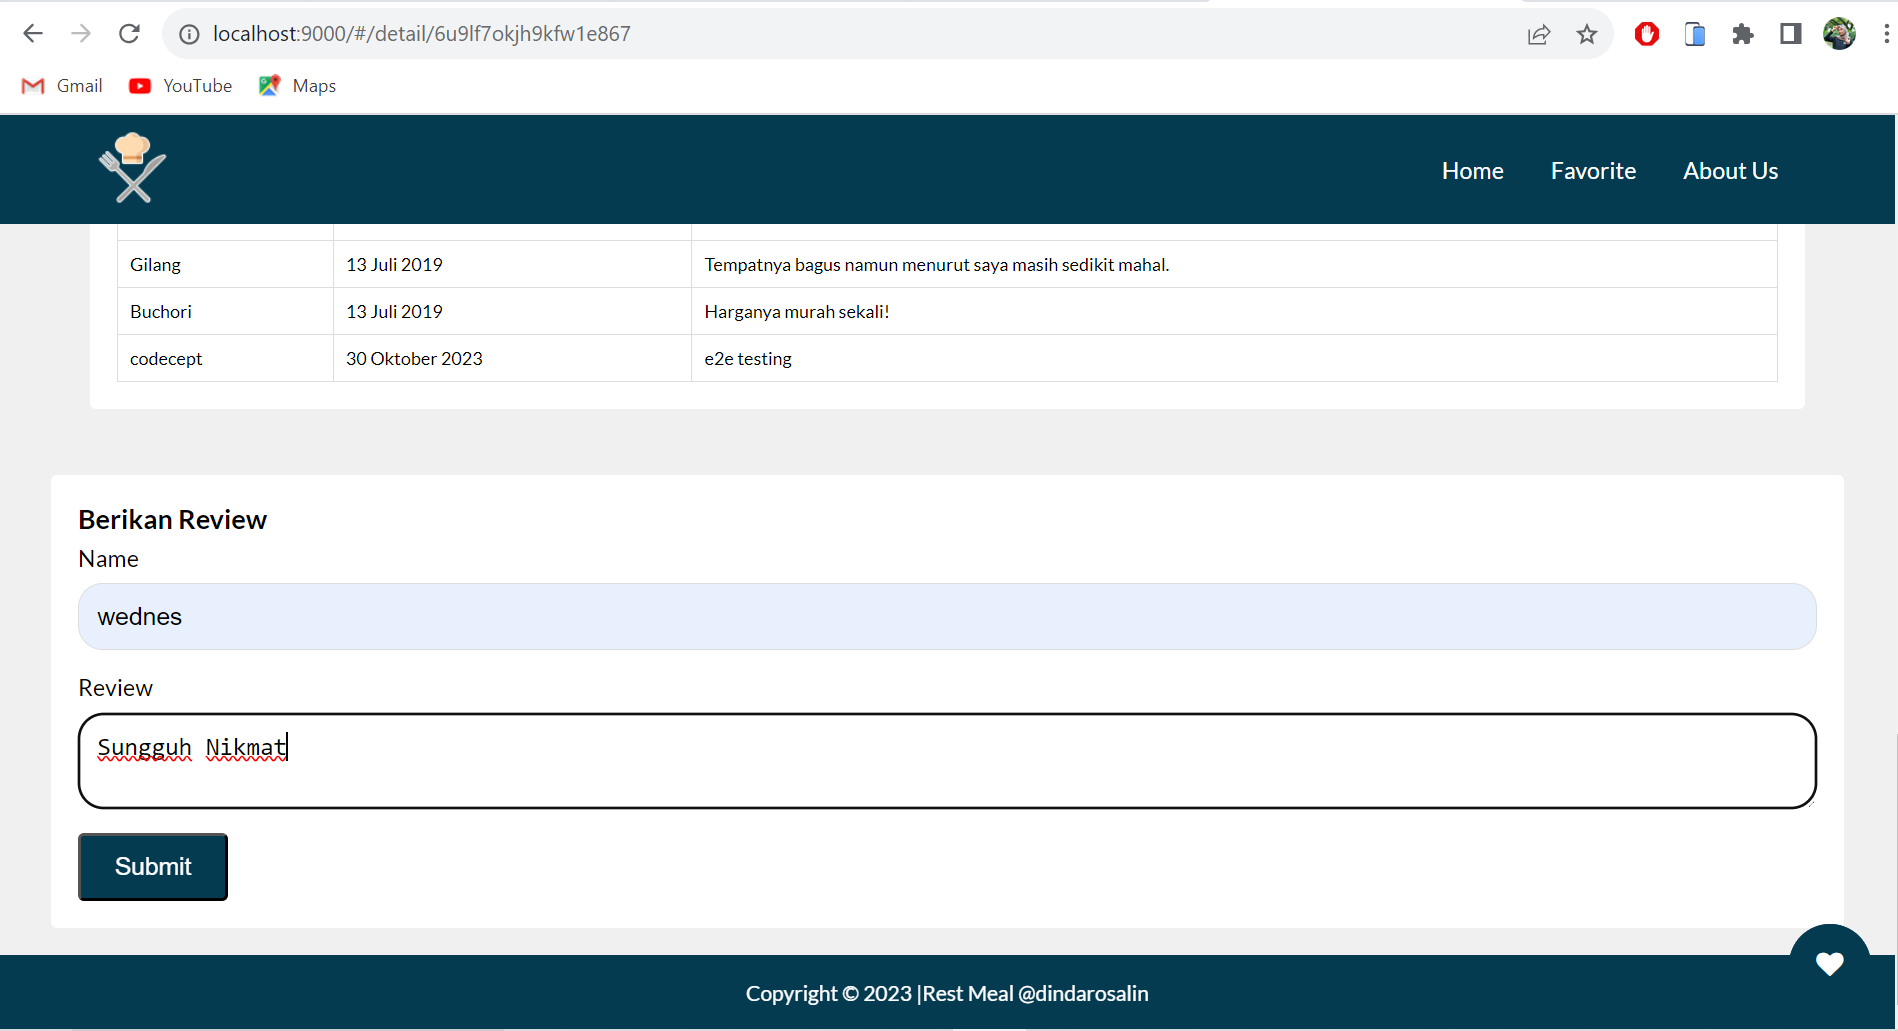 localhost:9000/#/detail/6u9lf7okjh9kfw1e867
Gmail YouTube Maps
Home Favorite About Us
Gilang 13 Juli 2019 Tempatnya bagus namun menurut saya masih sedikit mahal.
Buchori 13 Juli 2019 Harganya murah sekali!
codecept 30 Oktober 2023 e2e testing
Berikan Review
Name
wednes
Review
Sungguh Nikmat
Submit
Copyright © 2023 |Rest Meal @dindarosalin